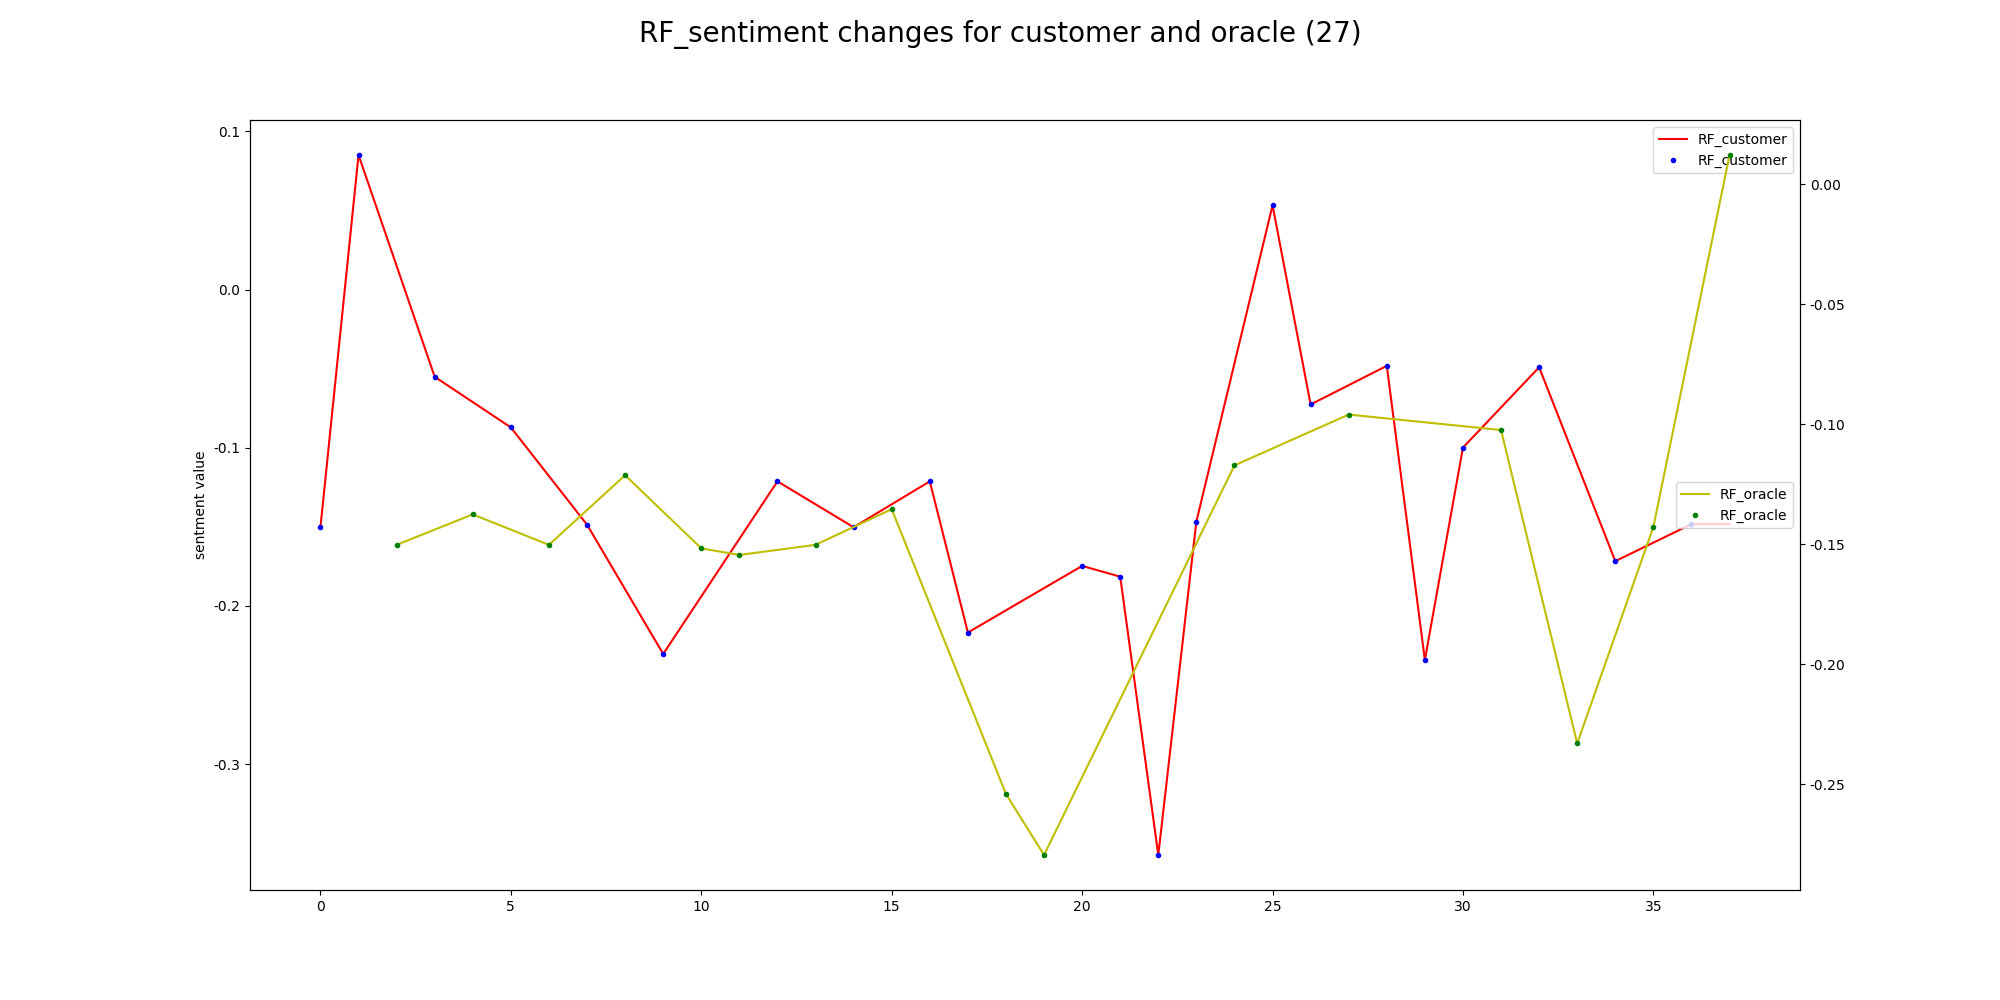 RF_sentiment changes for customer and oracle (27)
0.1
0.0
-0.1
-0.2
-0.3
sentment value
RF_customer
RF_customer
0.00
-0.05
-0.10
RF_oracle
RF_oracle
-0.15
-0.20
-0.25
0 5 10 15 20 25 30 35